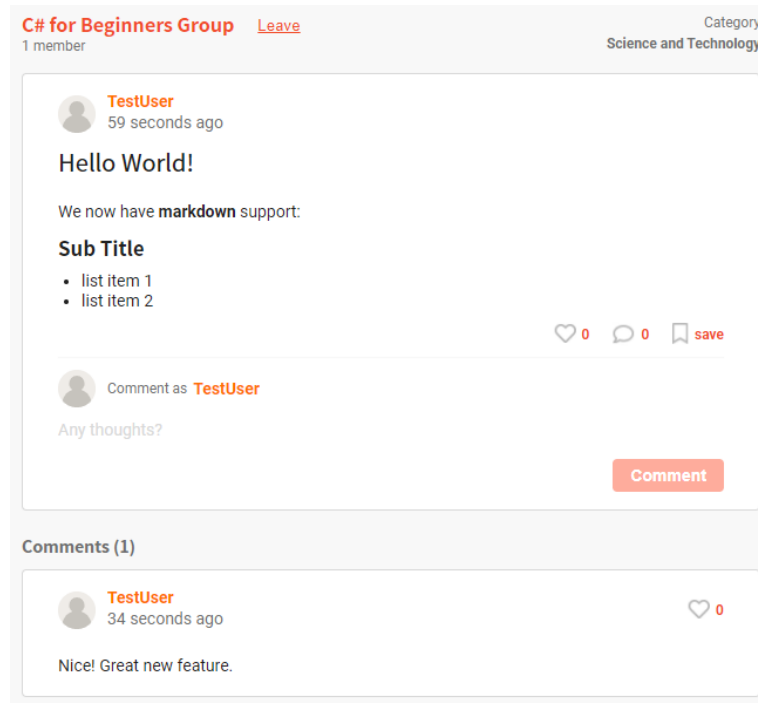 C# for Beginners Group Leave
Category
1 member
Science and Technology
TestUser
59 seconds ago
Hello World!
We now have markdown support:
Sub Title
• list item 1
• list item 2
0 0 save
Comment as TestUser
Any thoughts?
Comment
Comments (1)
TestUser
34 seconds ago
0
Nice! Great new feature.